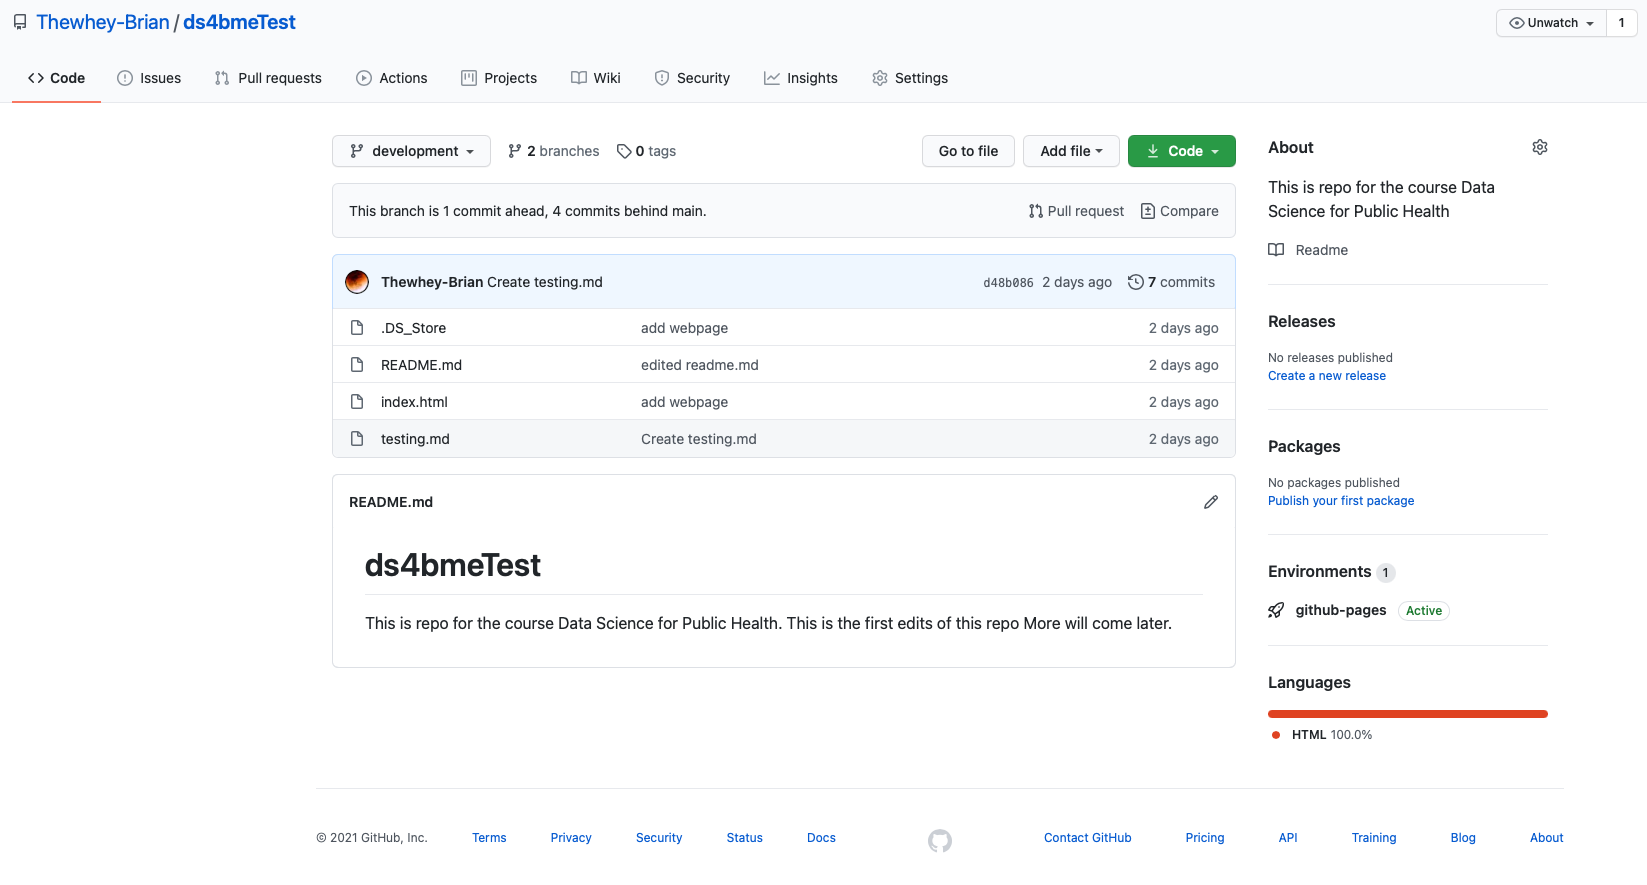 Thewhey-Brian / ds4bmeTest
Unwatch 1
Code Issues Pull requests Actions Projects Wiki Security Insights Settings
development 2 branches 0 tags Go to file Add file Code
This branch is 1 commit ahead, 4 commits behind main. Pull request Compare
Thewhey-Brian Create testing.md d48b086 2 days ago 7 commits
.DS_Store add webpage 2 days ago
README.md edited readme.md 2 days ago
index.html add webpage 2 days ago
testing.md Create testing.md 2 days ago
README.md
ds4bmeTest
This is repo for the course Data Science for Public Health. This is the first edits of this repo More will come later.
About
This is repo for the course Data
Science for Public Health
Readme
Releases
No releases published
Create a new release
Packages
No packages published
Publish your first package
Environments 1
github-pages Active
Languages
HTML 100.0%
© 2021 GitHub, Inc. Terms Privacy Security Status Docs Contact GitHub Pricing API Training Blog About